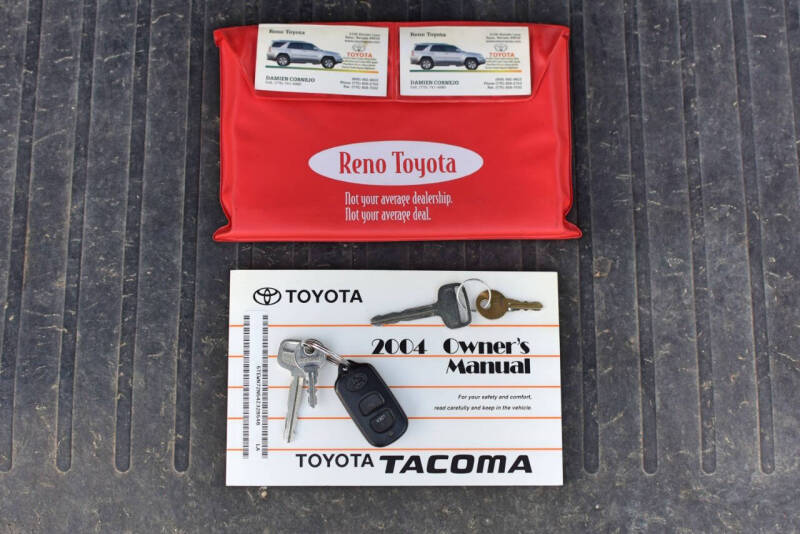 Reno Toyota
TOYOTA
DAMIEN CORNEJO
Reno Toyota
TOYOTA
DAMIEN CORNEJO
Reno Toyota
Not your average dealership.
Not your average deal.
TOYOTA
2004 Owner's
Manual
For your safety and comfort,
read carefully and keep in the vehicle.
TOYOTA TACOMA